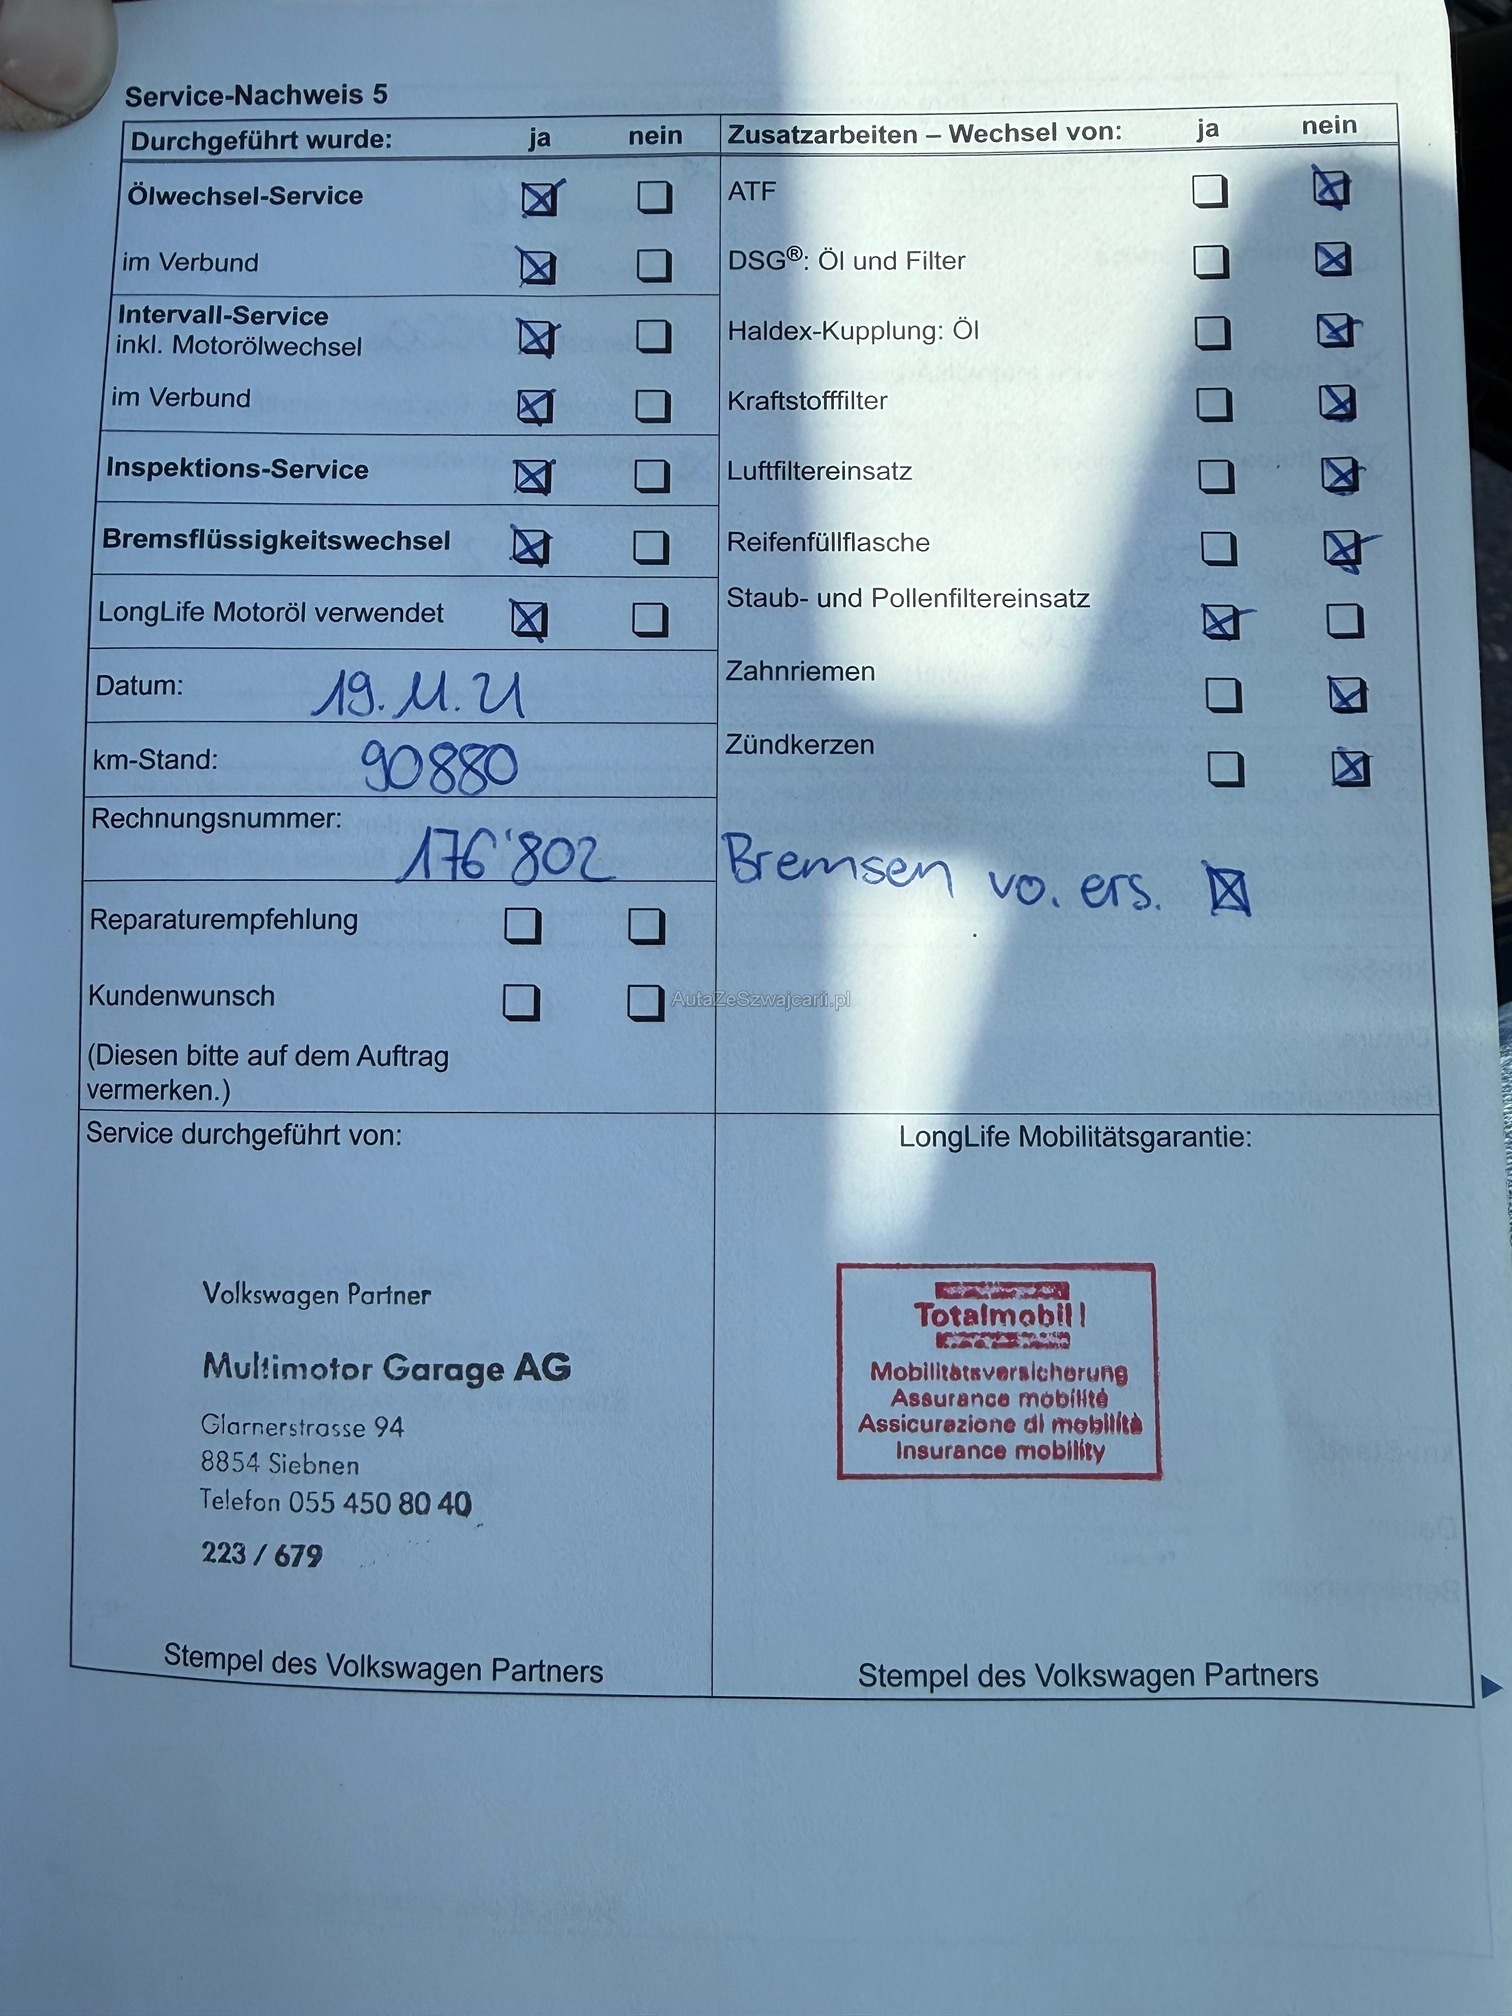 Service-Nachweis 5
Durchgeführt wurde: ja nein
Ölwechsel-Service
im Verbund
Intervall-Service
inkl. Motorölwechsel
im Verbund
Inspektions-Service
Bremsflüssigkeitswechsel
LongLife Motoröl verwendet
Datum: 19.11.21
km-Stand: 90880
Rechnungsnummer: 176'802
Reparaturempfehlung
Kundenwunsch
(Diesen bitte auf dem Auftrag
vermerken.)
Zusatzarbeiten – Wechsel von: ja nein
ATF
DSG®: Öl und Filter
Haldex-Kupplung: Öl
Kraftstofffilter
Luftfiltereinsatz
Reifenfüllflasche
Staub- und Pollenfiltereinsatz
Zahnriemen
Zündkerzen
Bremsen vo. ers.
AutaZeSzwajcarii.pl
Service durchgeführt von:
Volkswagen Partner
Multimotor Garage AG
Glarnerstrasse 94
8854 Siebnen
Telefon 055 450 80 40
223 / 679
Stempel des Volkswagen Partners
LongLife Mobilitätsgarantie:
Totalmobil!
Mobilitätsversicherung
Assurance mobilité
Assicurazione di mobilità
Insurance mobility
Stempel des Volkswagen Partners